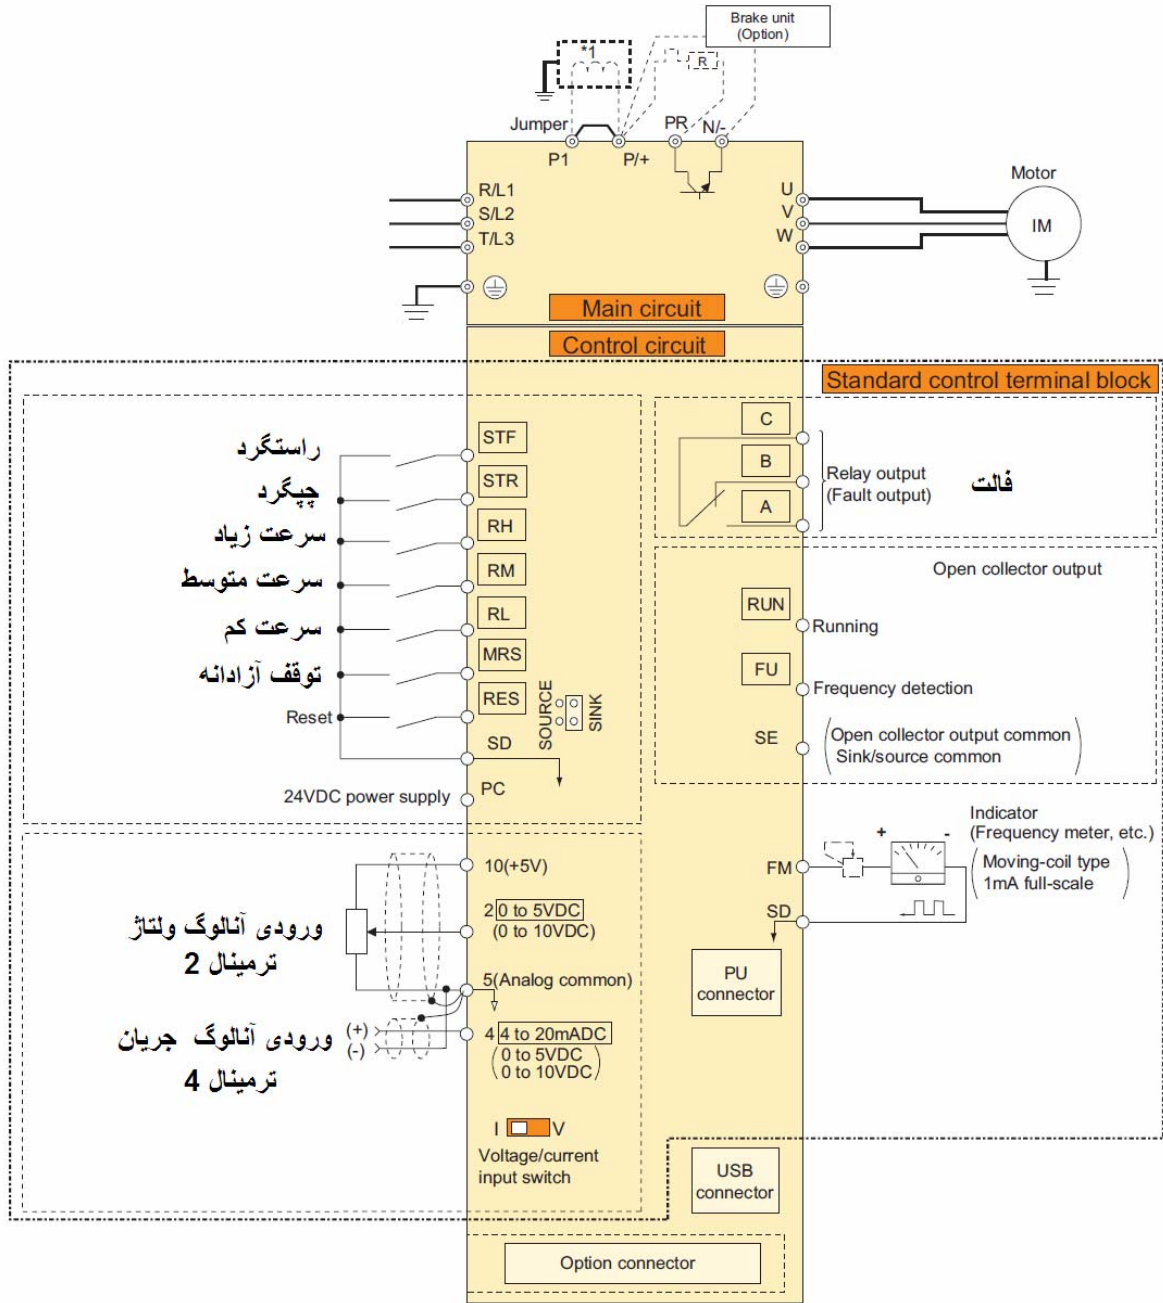 Brake unit
(Option)
*1
R
Jumper
P1
P/+
PR
N/-
R/L1
S/L2
T/L3
U
V
W
Motor
IM
Main circuit
Control circuit
Standard control terminal block
راستگرد
STF
چپگرد
STR
سرعت زیاد
RH
سرعت متوسط
RM
سرعت کم
RL
توقف آزادانه
MRS
Reset
RES
SOURCE
SINK
SD
24VDC power supply
PC
C
B
A
Relay output
(Fault output)
فالت
Open collector output
RUN
Running
FU
Frequency detection
SE
Open collector output common
Sink/source common
10(+5V)
2 0 to 5VDC
(0 to 10VDC)
ورودی آنالوگ ولتاژ
ترمینال 2
5(Analog common)
(+)
(-)
ورودی آنالوگ جریان
ترمینال 4
4 4 to 20mADC
0 to 5VDC
0 to 10VDC
I
V
Voltage/current
input switch
FM
+
-
Indicator
(Frequency meter, etc.)
Moving-coil type
1mA full-scale
SD
PU
connector
USB
connector
Option connector